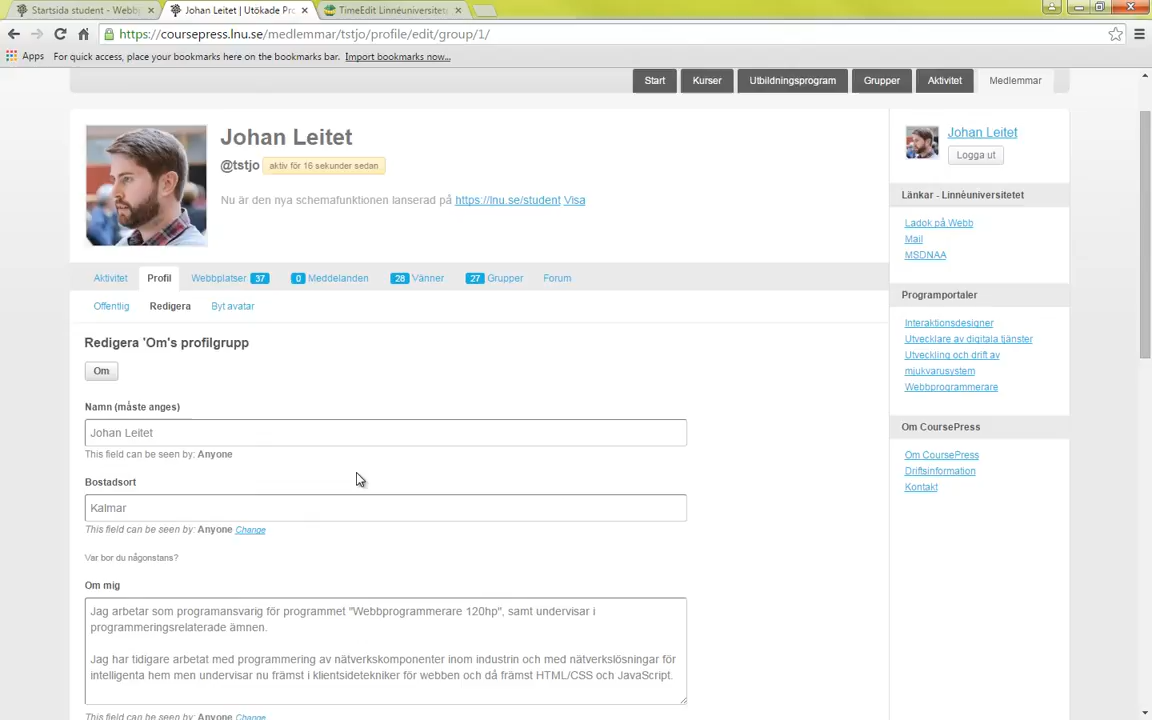 Startsida student - Webb
Johan Leitet | Utökade Pro
TimeEdit Linnéuniversitet
https://coursepress.lnu.se/medlemmar/tstjo/profile/edit/group/1/
Apps For quick access, place your bookmarks here on the bookmarks bar. Import bookmarks now...
Start Kurser Utbildningsprogram Grupper Aktivitet Medlemmar
Johan Leitet
@tstjo aktiv för 16 sekunder sedan
Nu är den nya schemafunktionen lanserad på https://lnu.se/student Visa
Aktivitet Profil Webbplatser 37 0 Meddelanden 28 Vänner 27 Grupper Forum
Offentlig Redigera Byt avatar
Redigera 'Om's profilgrupp
Om
Namn (måste anges)
Johan Leitet
This field can be seen by: Anyone
Bostadsort
Kalmar
This field can be seen by: Anyone Change
Var bor du någonstans?
Om mig
Jag arbetar som programansvarig för programmet "Webbprogrammerare 120hp", samt undervisar i
programmeringsrelaterade ämnen.
Jag har tidigare arbetat med programmering av nätverkskomponenter inom industrin och med nätverkslösningar för
intelligenta hem men undervisar nu främst i klientsidetekniker för webben och då främst HTML/CSS och JavaScript.
This field can be seen by: Anyone Change
Johan Leitet
Logga ut
Länkar - Linnéuniversitetet
Ladok på Webb
Mail
MSDNAA
Programportaler
Interaktionsdesigner
Utvecklare av digitala tjänster
Utveckling och drift av
mjukvarusystem
Webbprogrammerare
Om CoursePress
Om CoursePress
Driftsinformation
Kontakt